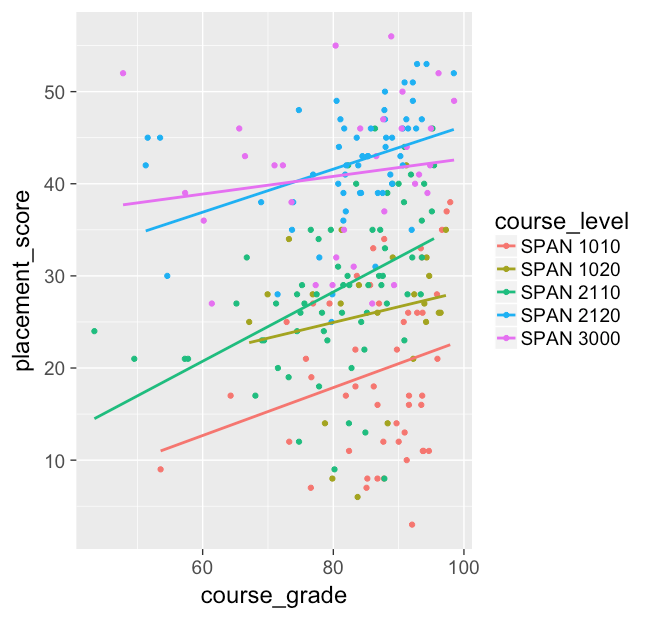 50
40
30
20
10
placement_score
60 80 100
course_grade
course_level
SPAN 1010
SPAN 1020
SPAN 2110
SPAN 2120
SPAN 3000